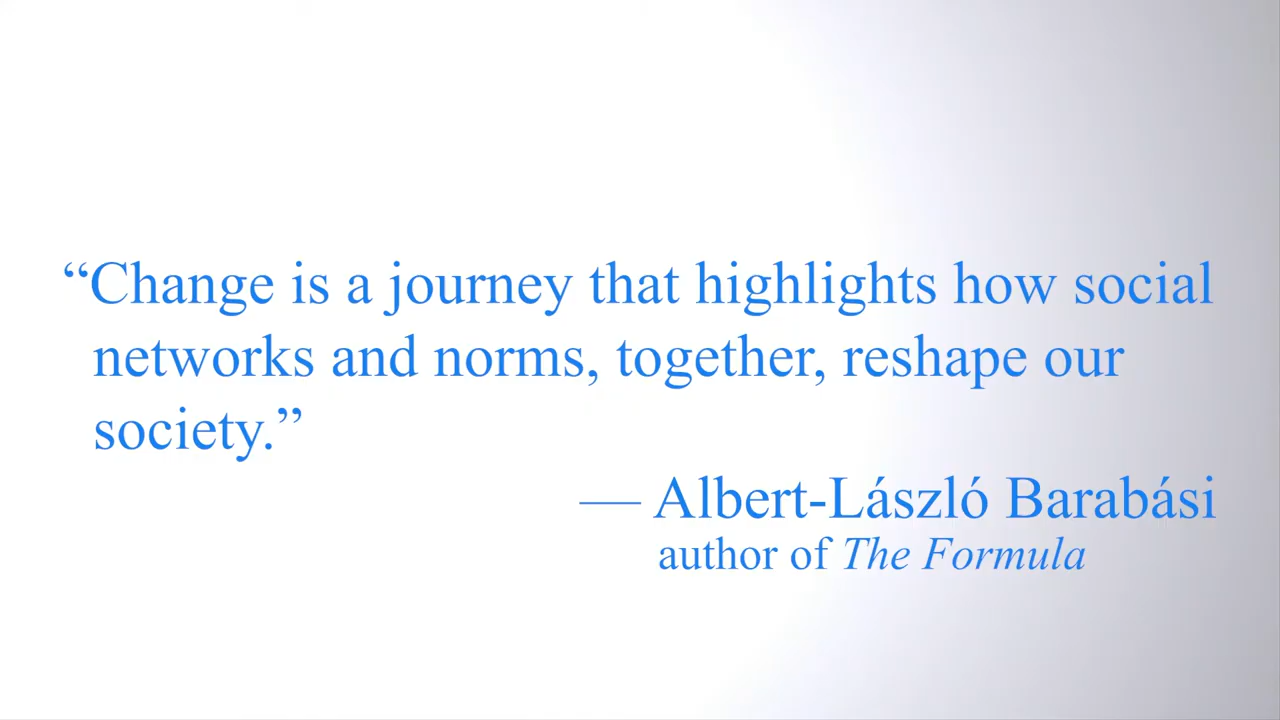 “Change is a journey that highlights how social
networks and norms, together, reshape our
society.”
— Albert-László Barabási
author of The Formula